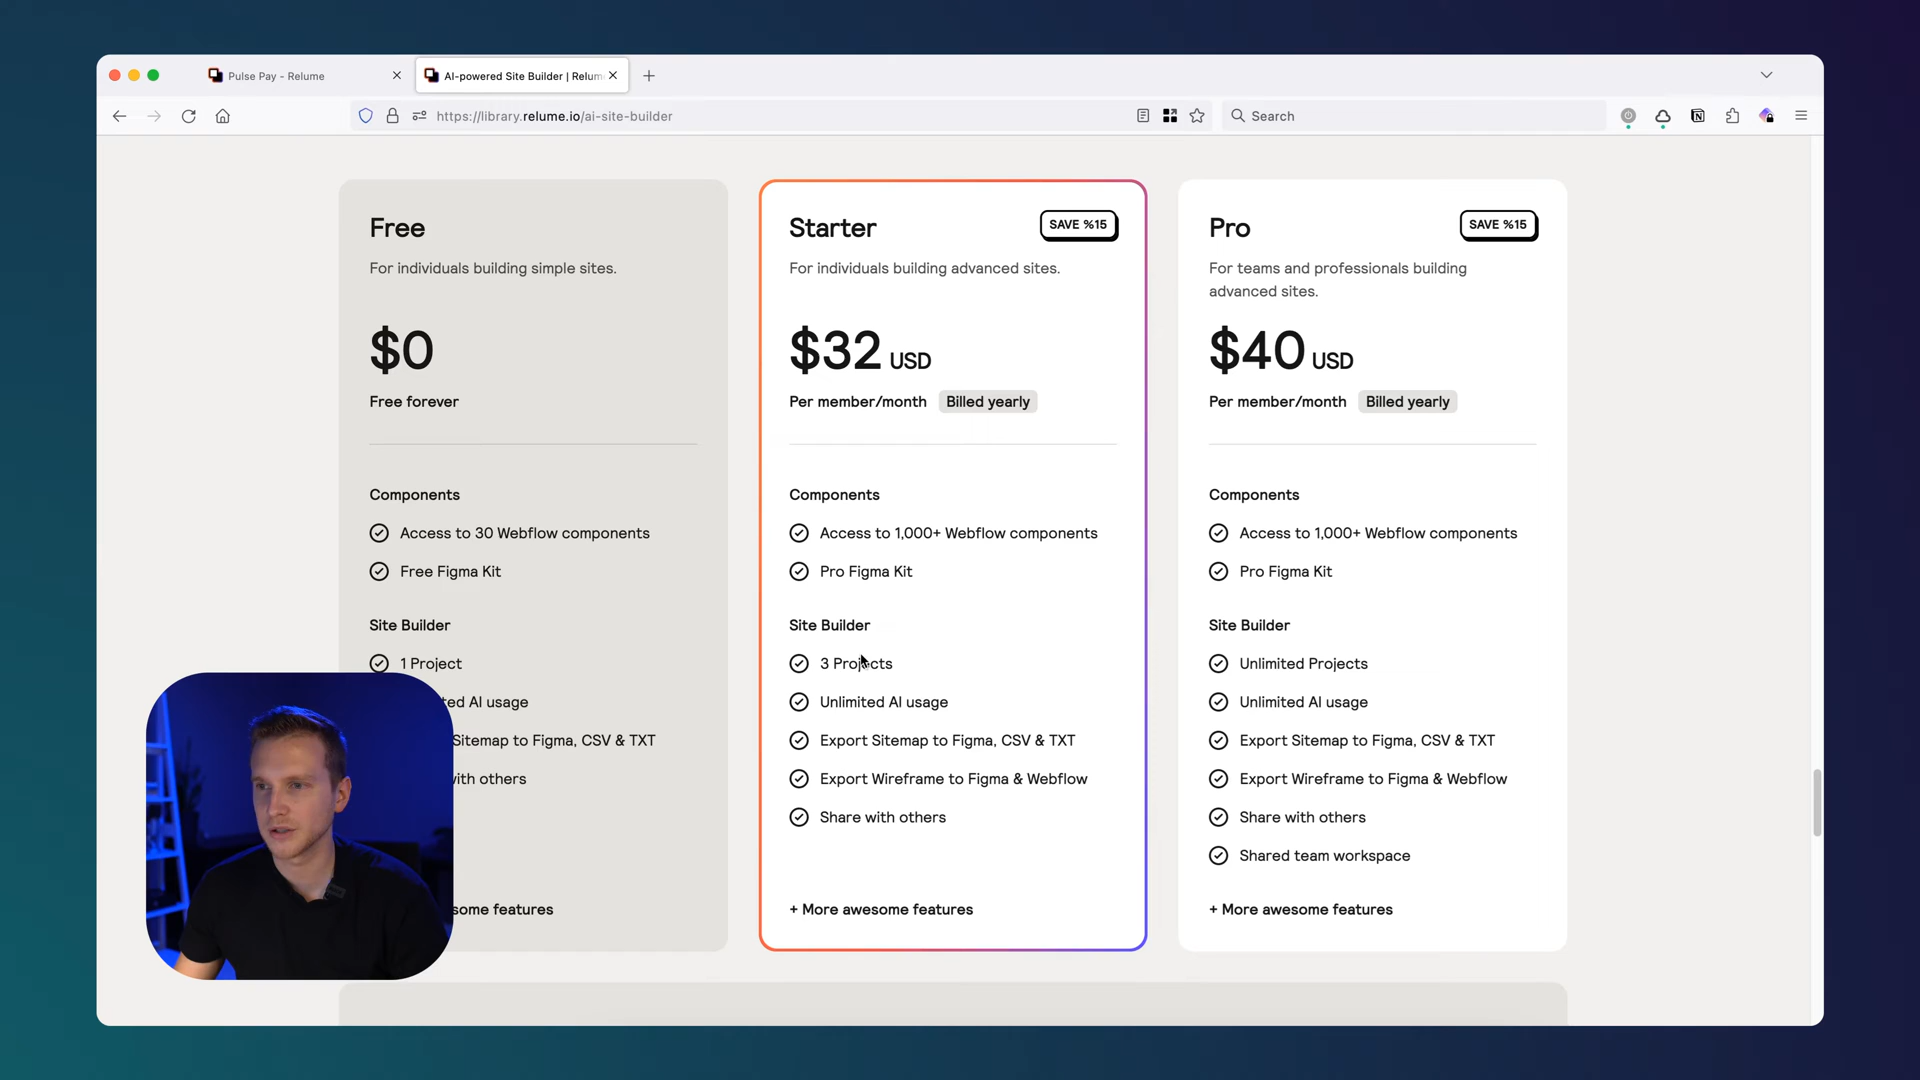 Pulse Pay - Relume
AI-powered Site Builder | Relum
https://library.relume.io/ai-site-builder
Search
Free
For individuals building simple sites.
$0
Free forever
Components
Access to 30 Webflow components
Free Figma Kit
Site Builder
1 Project
ted AI usage
Sitemap to Figma, CSV & TXT
with others
some features
Starter
SAVE %15
For individuals building advanced sites.
$32 USD
Per member/month Billed yearly
Components
Access to 1,000+ Webflow components
Pro Figma Kit
Site Builder
3 Projects
Unlimited AI usage
Export Sitemap to Figma, CSV & TXT
Export Wireframe to Figma & Webflow
Share with others
+ More awesome features
Pro
SAVE %15
For teams and professionals building
advanced sites.
$40 USD
Per member/month Billed yearly
Components
Access to 1,000+ Webflow components
Pro Figma Kit
Site Builder
Unlimited Projects
Unlimited AI usage
Export Sitemap to Figma, CSV & TXT
Export Wireframe to Figma & Webflow
Share with others
Shared team workspace
+ More awesome features